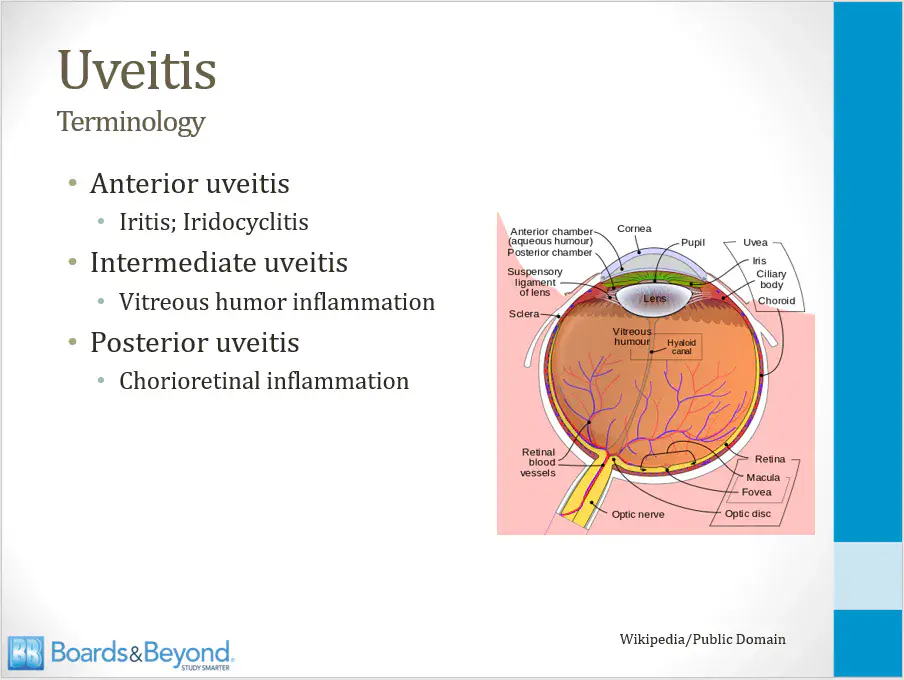 Uveitis
Terminology
• Anterior uveitis
• Iritis; Iridocyclitis
• Intermediate uveitis
• Vitreous humor inflammation
• Posterior uveitis
• Chorioretinal inflammation
Anterior chamber
(aqueous humour)
Posterior chamber
Suspensory
ligament
of lens
Sclera
Cornea
Pupil
Uvea
Iris
Ciliary
body
Choroid
Lens
Vitreous
humour
Hyaloid
canal
Retinal
blood
vessels
Optic nerve
Retina
Macula
Fovea
Optic disc
Wikipedia/Public Domain
BB
Boards&Beyond.
STUDY SMARTER